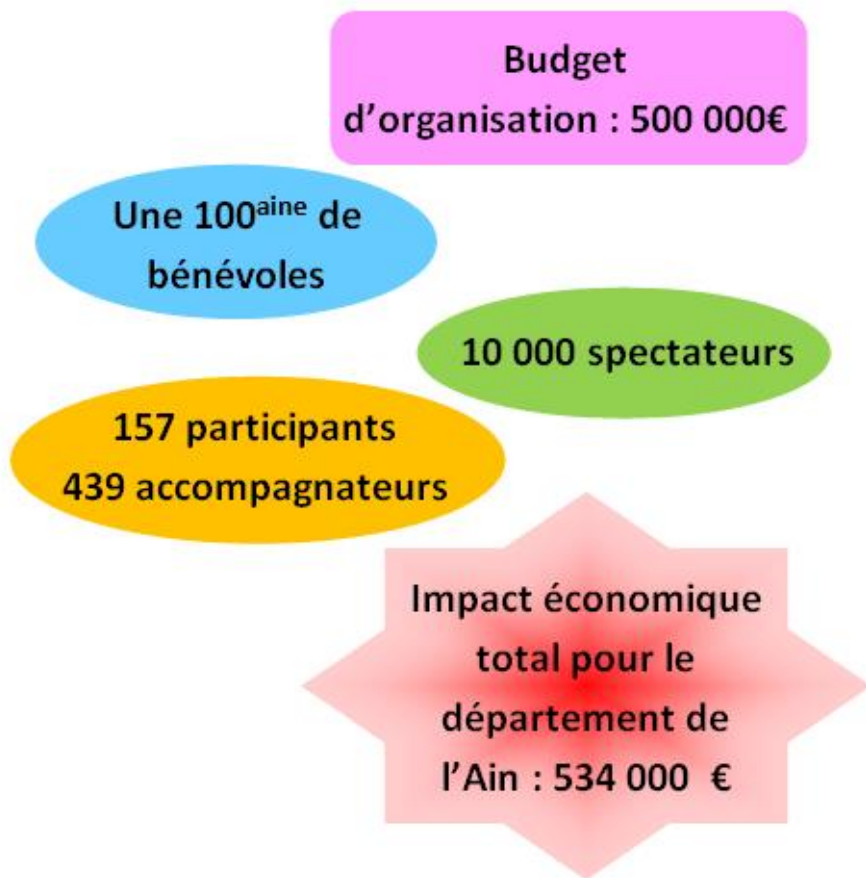 Budget
d'organisation : 500 000€
Une 100aine de
bénévoles
10 000 spectateurs
157 participants
439 accompagnateurs
Impact économique
total pour le
département de
l'Ain : 534 000 €